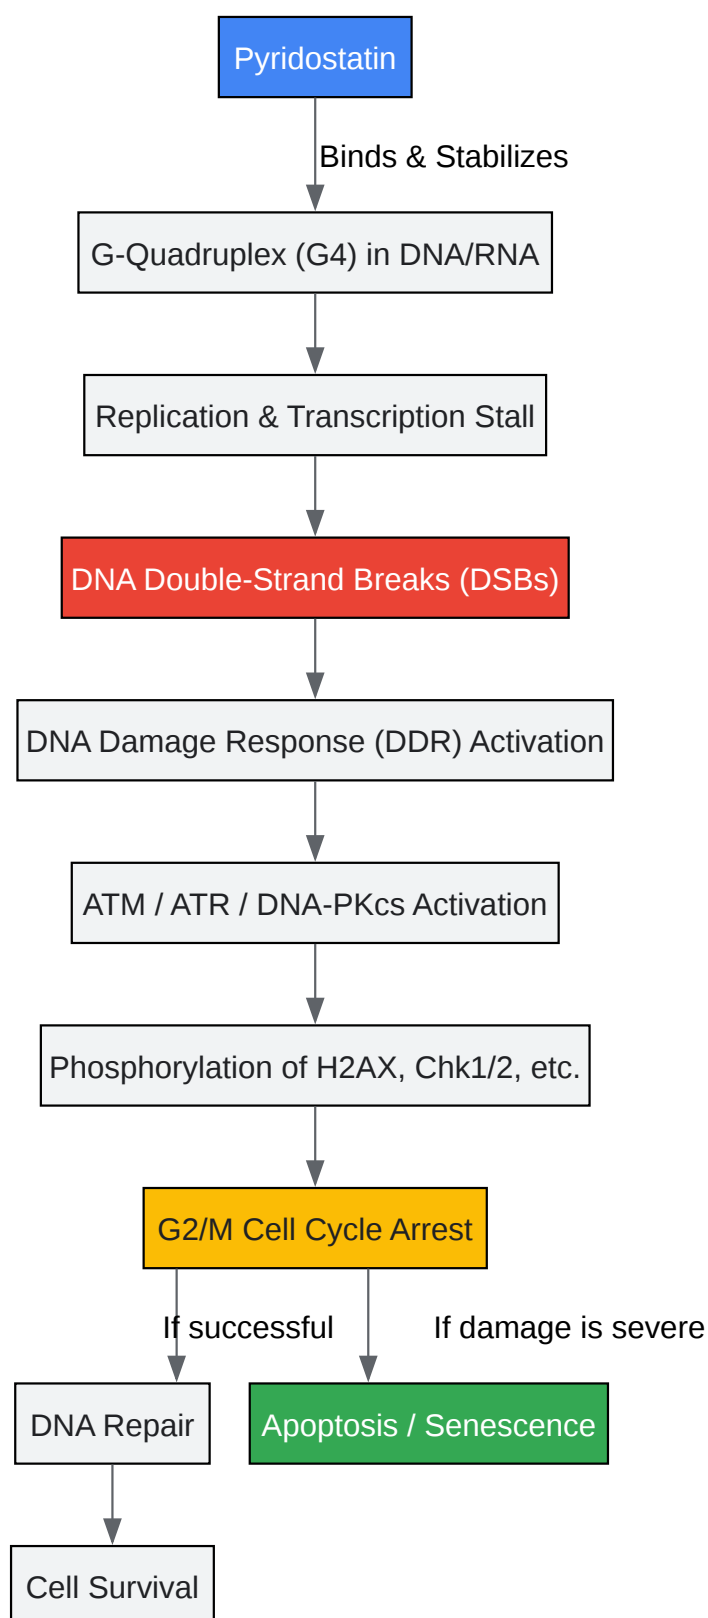 Pyridostatin
Binds & Stabilizes
G-Quadruplex (G4) in DNA/RNA
Replication & Transcription Stall
DNA Double-Strand Breaks (DSBs)
DNA Damage Response (DDR) Activation
ATM / ATR / DNA-PKcs Activation
Phosphorylation of H2AX, Chk1/2, etc.
G2/M Cell Cycle Arrest
If successful
If damage is severe
DNA Repair
Apoptosis / Senescence
Cell Survival